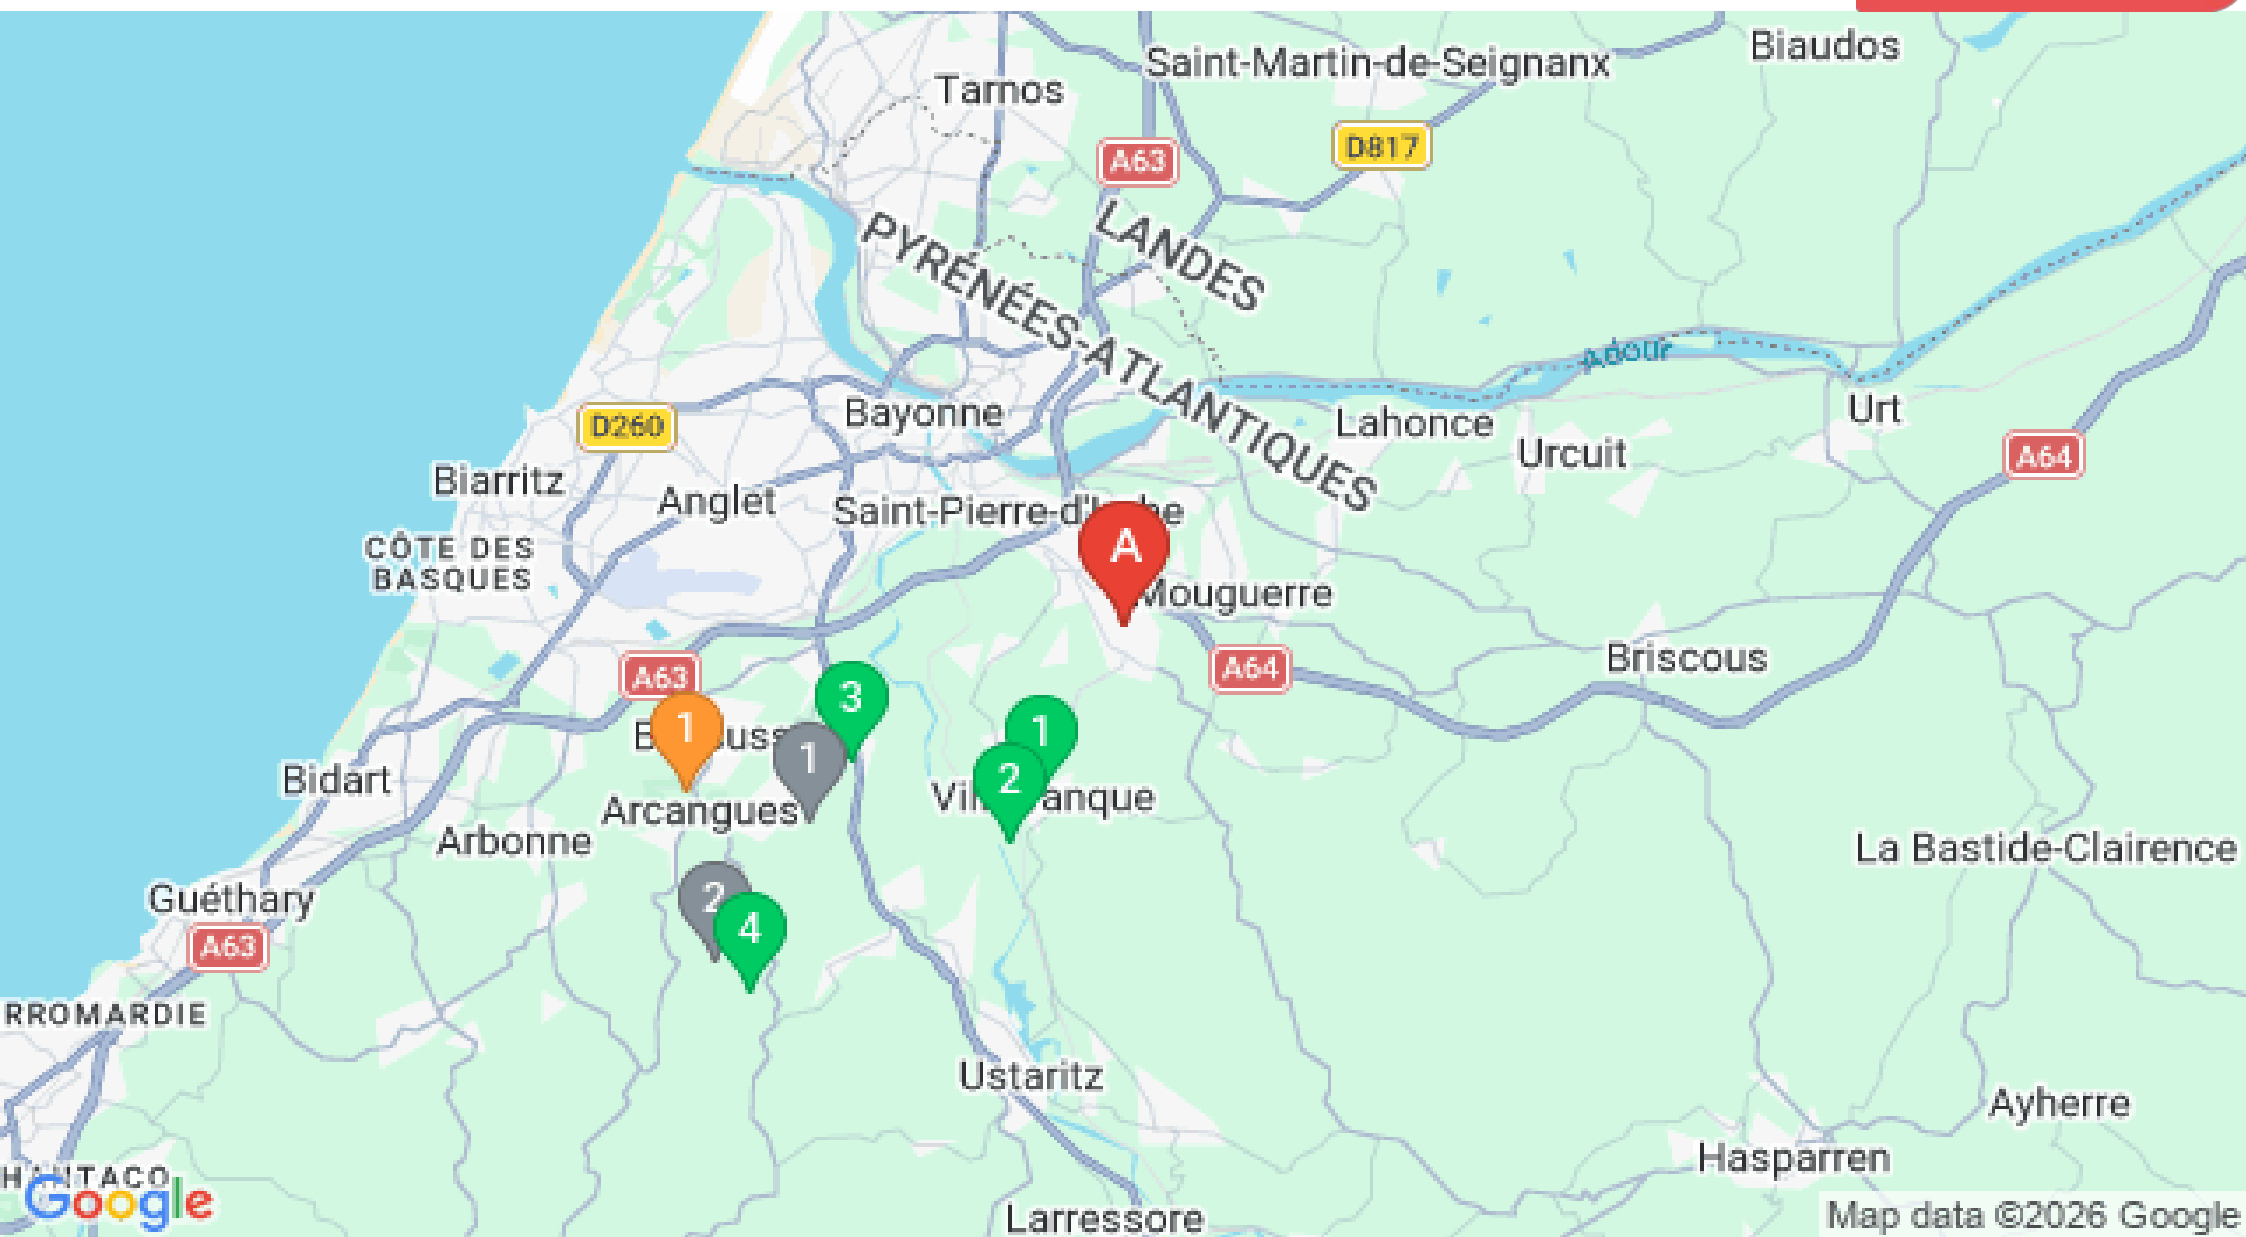 Biaudos
Saint-Martin-de-Seignanx
Tarnos
D817
A63
LANDES
PYRÉNÉES-ATLANTIQUES
Adour
Bayonne
Urt
Lahonce
D260
Urcuit
A64
Biarritz
Anglet
Saint-Pierre-d'
CÔTE DES
BASQUES
A
Mouguerre
Briscous
A64
A63
3
1
1
1
2
Bidart
Arcangues
Arbonne
La Bastide-Clairence
Guéthary
2
4
A63
RROMARDIE
Ustaritz
Ayherre
Hasparren
Google
Larressore
Map data ©2026 Google